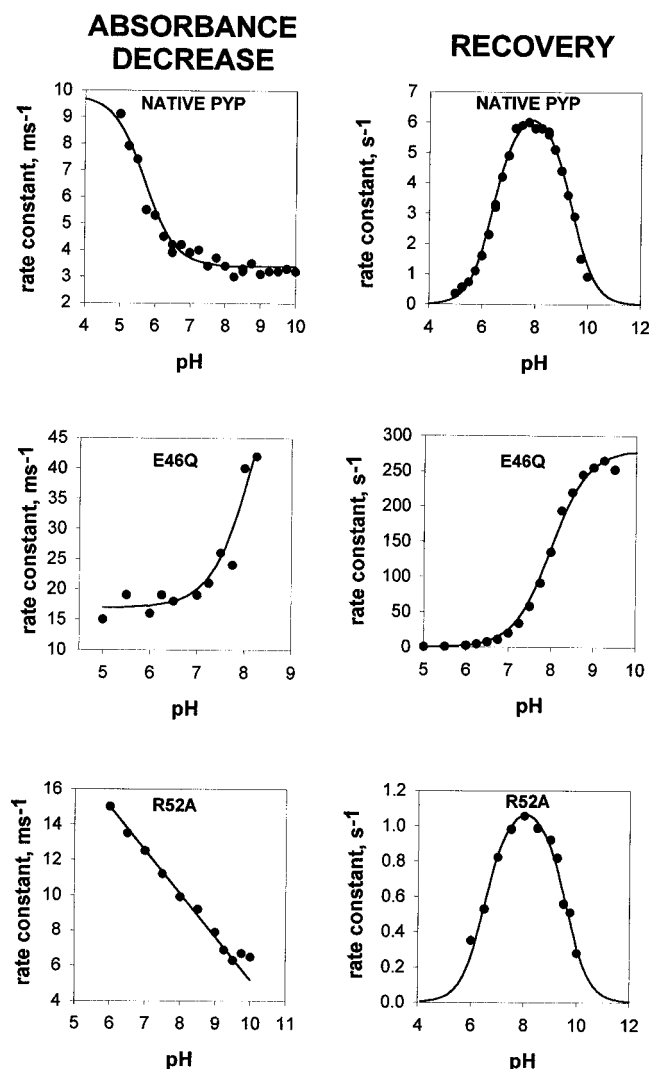 ABSORBANCE
DECREASE
RECOVERY
NATIVE PYP
rate constant, ms-1
10
9
8
7
6
5
4
3
2
4 5 6 7 8 9 10
pH
NATIVE PYP
rate constant, s-1
7
6
5
4
3
2
1
0
4 6 8 10 12
pH
E46Q
rate constant, ms-1
45
40
35
30
25
20
15
10
5 6 7 8 9
pH
E46Q
rate constant, s-1
300
250
200
150
100
50
0
5 6 7 8 9 10
pH
R52A
rate constant, ms-1
16
14
12
10
8
6
4
5 6 7 8 9 10 11
pH
R52A
rate constant, s-1
1.2
1.0
0.8
0.6
0.4
0.2
0.0
4 6 8 10 12
pH